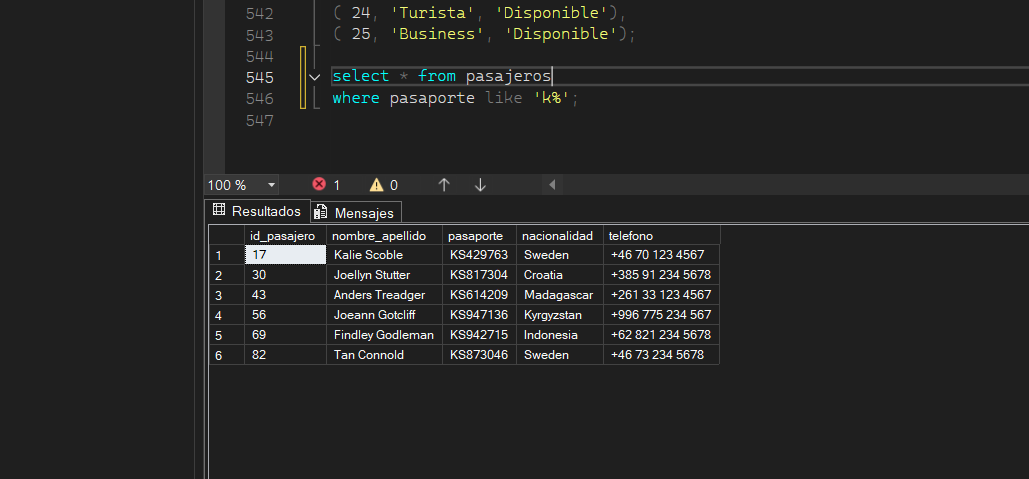 542 ( 24, 'Turista', 'Disponible'),
543 ( 25, 'Business', 'Disponible');
544
545 select * from pasajeros
546 where pasaporte like 'k%';
547
100 % 1 0
Resultados Mensajes
id_pasajero nombre_apellido pasaporte nacionalidad telefono
1 17 Kalie Scoble KS429763 Sweden +46 70 123 4567
2 30 Joellyn Stutter KS817304 Croatia +385 91 234 5678
3 43 Anders Treadger KS614209 Madagascar +261 33 123 4567
4 56 Joeann Gotcliff KS947136 Kyrgyzstan +996 775 234 567
5 69 Findley Godleman KS942715 Indonesia +62 821 234 5678
6 82 Tan Connold KS873046 Sweden +46 73 234 5678